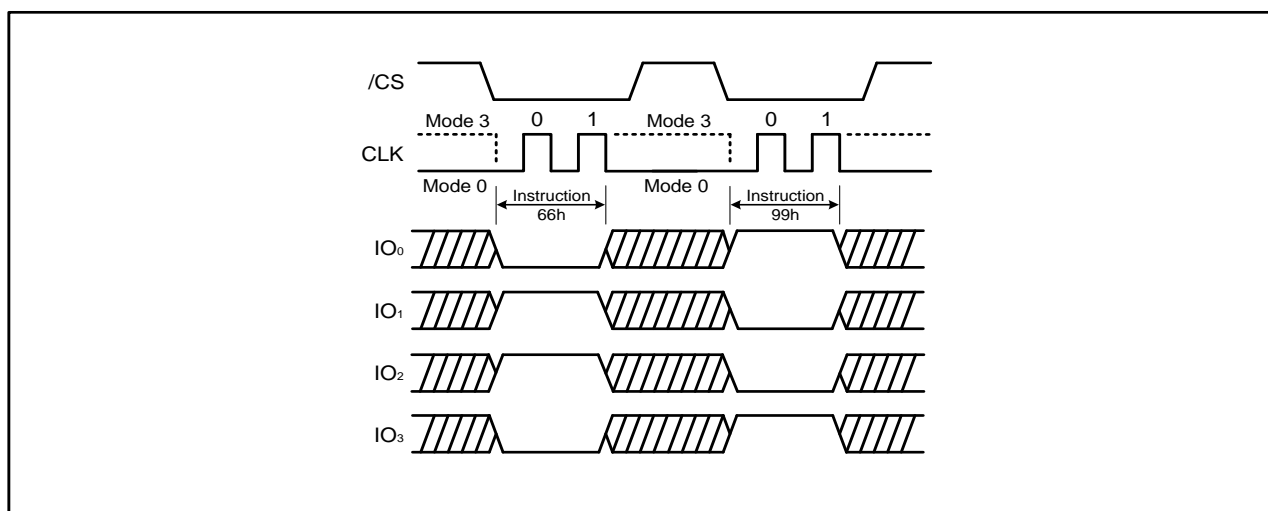 /CS
Mode 3 0 1 Mode 3 0 1
CLK
Mode 0 Mode 0
Instruction Instruction
66h 99h
IO0
IO1
IO2
IO3